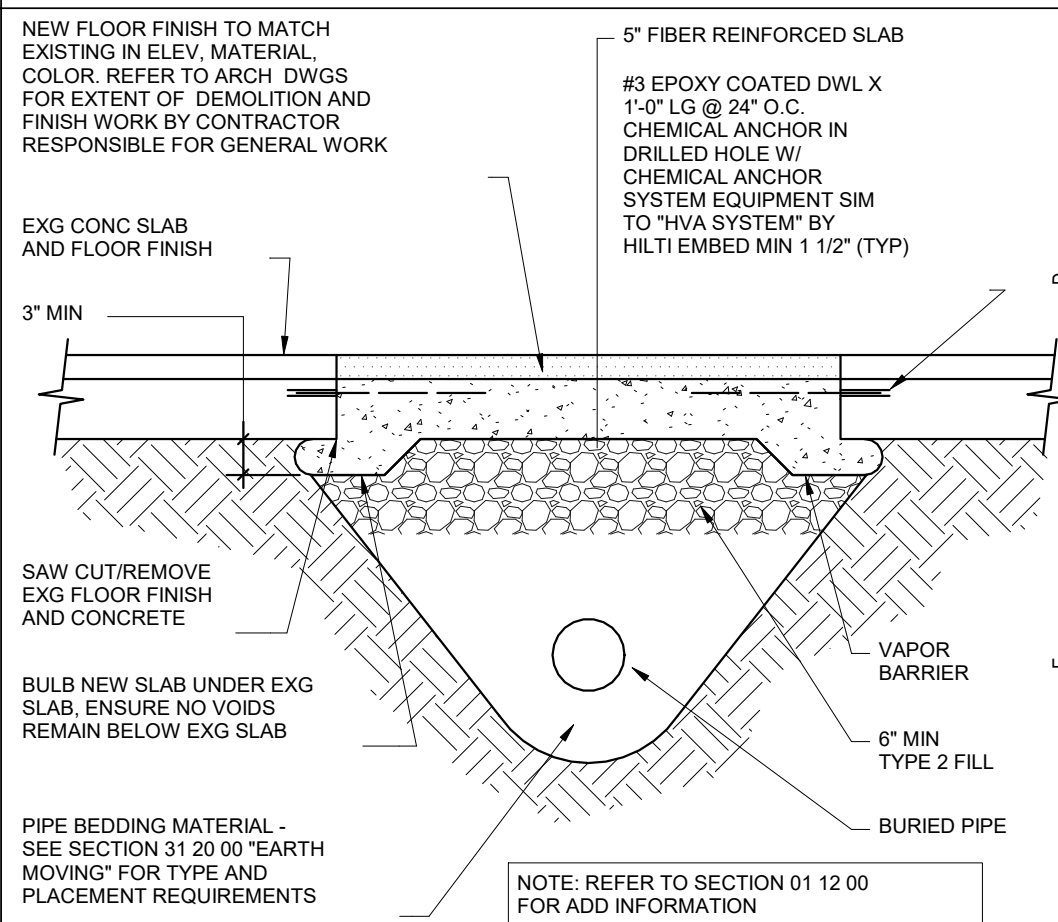 NEW FLOOR FINISH TO MATCH
EXISTING IN ELEV, MATERIAL,
COLOR. REFER TO ARCH DWGS
FOR EXTENT OF DEMOLITION AND
FINISH WORK BY CONTRACTOR
RESPONSIBLE FOR GENERAL WORK
5" FIBER REINFORCED SLAB
#3 EPOXY COATED DWL X
1'-0" LG @ 24" O.C.
CHEMICAL ANCHOR IN
DRILLED HOLE W/
CHEMICAL ANCHOR
SYSTEM EQUIPMENT SIM
TO "HVA SYSTEM" BY
HILTI EMBED MIN 1 1/2" (TYP)
EXG CONC SLAB
AND FLOOR FINISH
3" MIN
SAW CUT/REMOVE
EXG FLOOR FINISH
AND CONCRETE
BULB NEW SLAB UNDER EXG
SLAB, ENSURE NO VOIDS
REMAIN BELOW EXG SLAB
VAPOR
BARRIER
6" MIN
TYPE 2 FILL
BURIED PIPE
PIPE BEDDING MATERIAL -
SEE SECTION 31 20 00 "EARTH
MOVING" FOR TYPE AND
PLACEMENT REQUIREMENTS
NOTE: REFER TO SECTION 01 12 00
FOR ADD INFORMATION